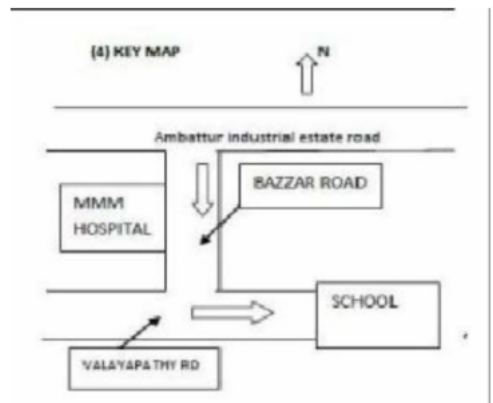 (4) KEY MAP
N
Ambattur industrial estate road
BAZZAR ROAD
MMM
HOSPITAL
SCHOOL
VALAYAPATHY RD